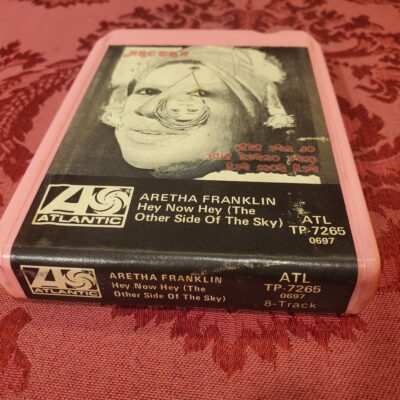 ARETHA
ATLANTIC
ARETHA FRANKLIN
Hey Now Hey (The
Other Side Of The Sky)
ATL
TP-7265
0697
ATLANTIC
ARETHA FRANKLIN
Hey Now Hey (The
Other Side Of The Sky)
ATL
TP-7265
0697
8-Track